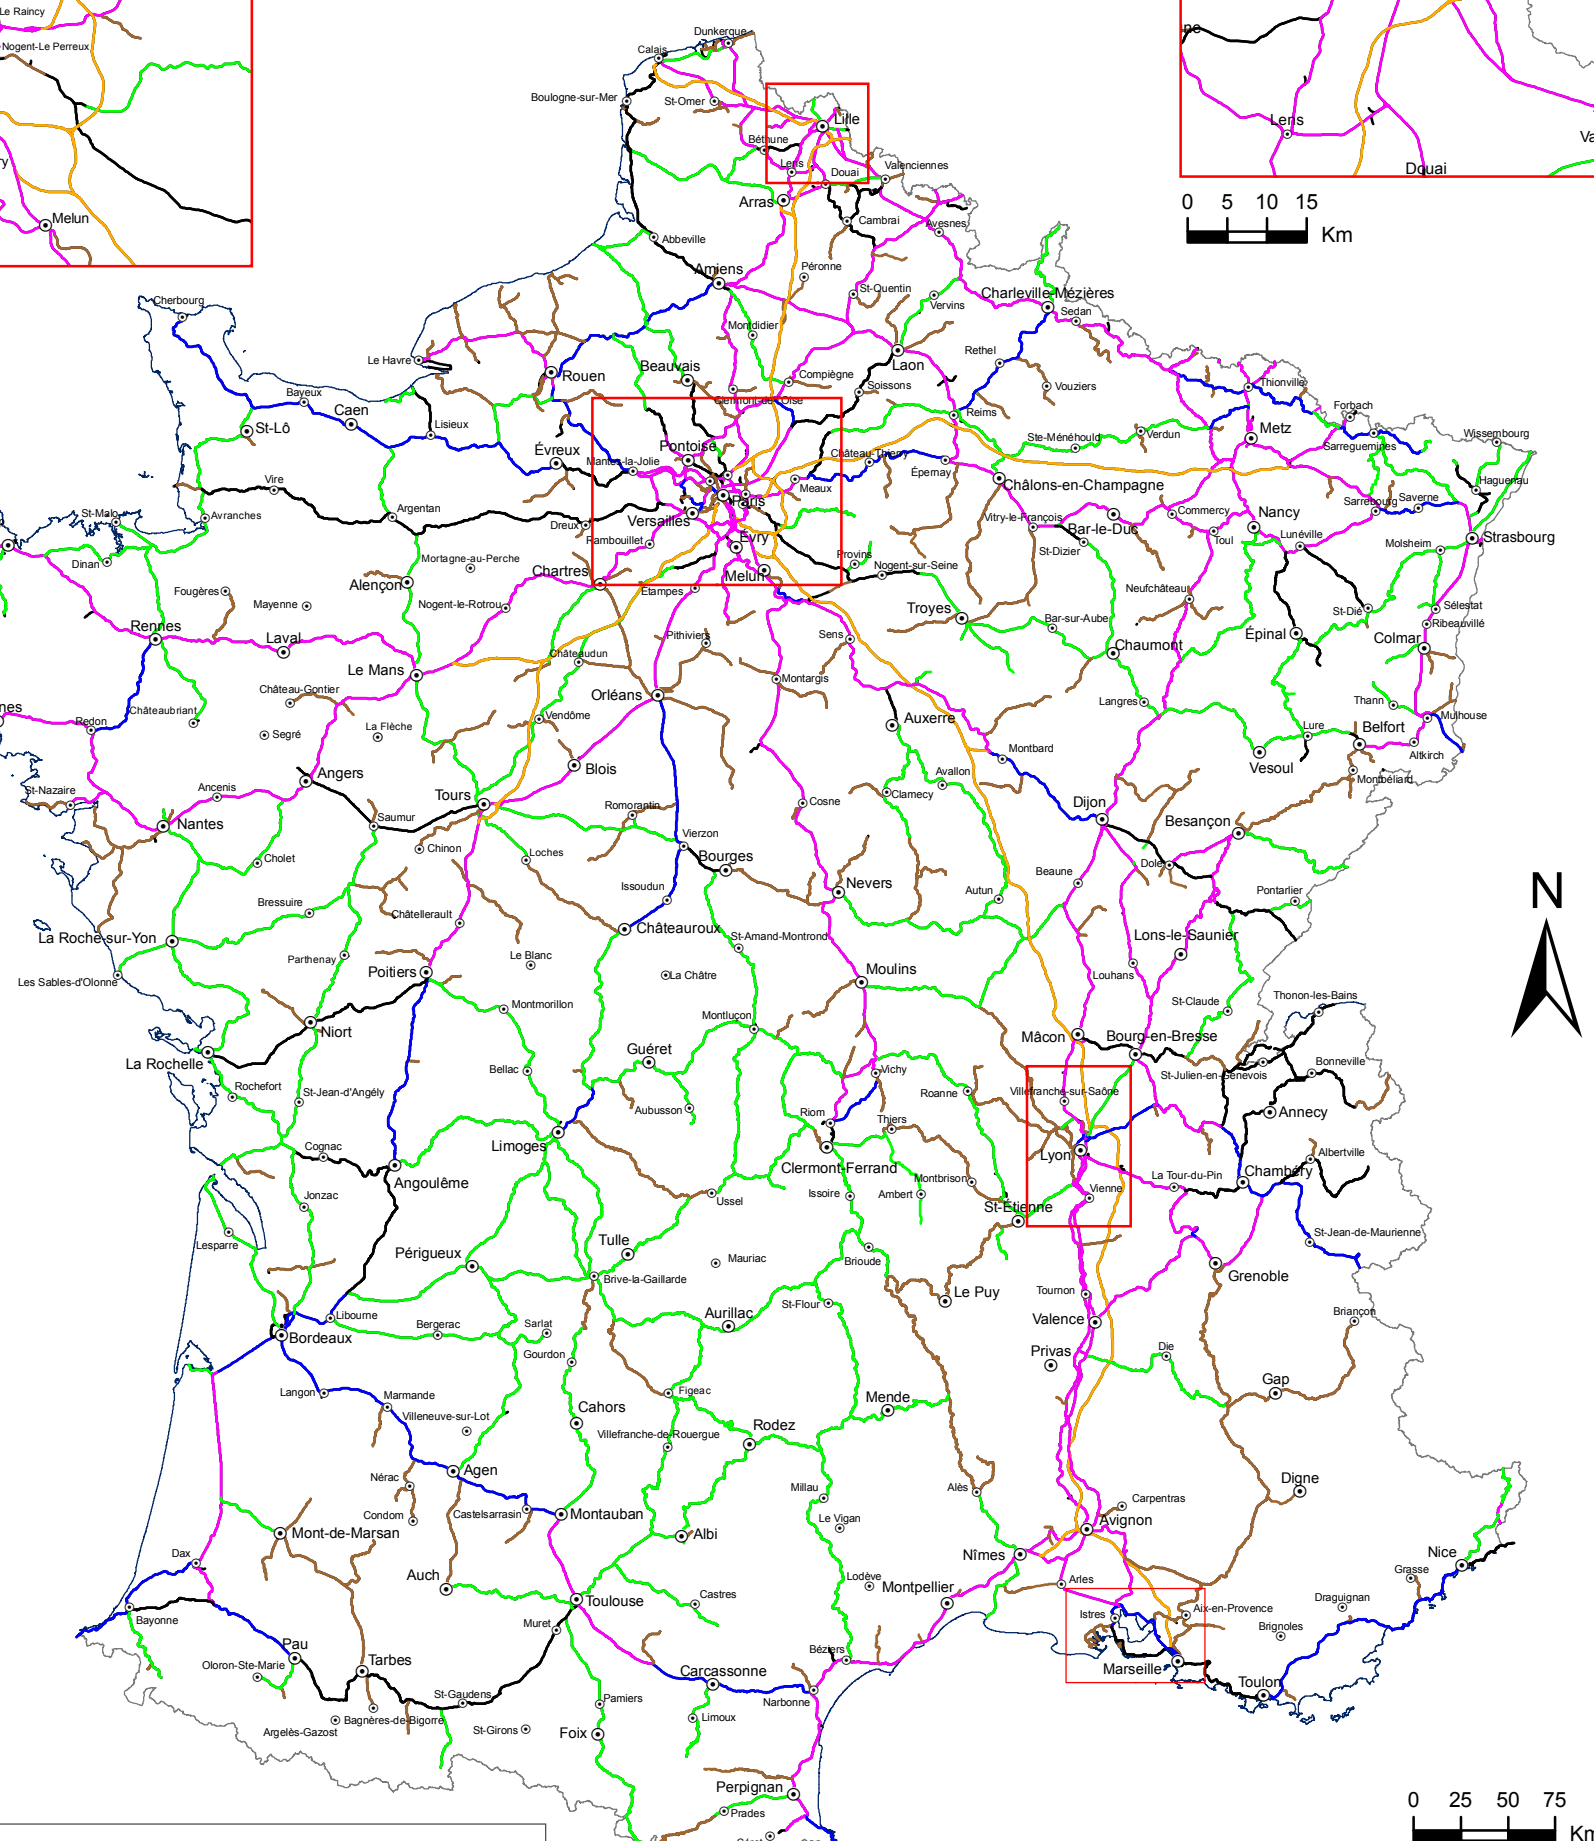 Le Raincy
Nogent-Le Perreux
Melun
Lens
Douai
0 5 10 15
Km
Dunkerque
Calais
Boulogne-sur-Mer
St-Omer
Lille
Béthune
Lens
Douai
Valenciennes
Arras
Cambrai
Avesnes
Abbeville
Amiens
Péronne
St-Quentin
Vervins
Charleville-Mézières
Sedan
Cherbourg
Montdidier
Le Havre
Rouen
Beauvais
Laon
Rethel
Compiègne
Clermont-de-l'Oise
Soissons
Vouziers
Thionville
Bayeux
Caen
St-Lô
Lisieux
Reims
Forbach
Évreux
Pontoise
Mantes-la-Jolie
Château-Thierry
Ste-Ménéhould
Verdun
Metz
Sarreguemines
Wissembourg
Épernay
Châlons-en-Champagne
Vire
Meaux
Paris
Haguenau
Sarrebourg
Saverne
St-Malo
Avranches
Argentan
Dreux
Versailles
Rambouillet
Évry
Vitry-le-François
Bar-le-Duc
Commercy
Nancy
Toul
Lunéville
St-Dizier
Molsheim
Strasbourg
Dinan
Mortagne-au-Perche
Alençon
Chartres
Étampes
Melun
Provins
Nogent-sur-Seine
Fougères
Mayenne
Nogent-le-Rotrou
Troyes
Neufchâteau
St-Dié
Sélestat
Ribeauvillé
Rennes
Laval
Pithiviers
Sens
Bar-sur-Aube
Chaumont
Épinal
Colmar
Le Mans
Châteaudun
Montargis
Château-Gontier
Châteaubriant
Orléans
Langres
Thann
Mulhouse
Redon
Segré
La Flèche
Vendôme
Auxerre
Lure
Belfort
Altkirch
Montbard
Vesoul
Montbéliard
Angers
Blois
Ancenis
St-Nazaire
Tours
Romorantin
Cosne
Clamecy
Avallon
Dijon
Besançon
Nantes
Saumur
Chinon
Vierzon
Bourges
Cholet
Loches
Beaune
Dole
Issoudun
Nevers
Autun
Pontarlier
Bressuire
Châtellerault
Châteauroux
La Roche-sur-Yon
Lons-le-Saunier
St-Amand-Montrond
Parthenay
Poitiers
Le Blanc
La Châtre
Moulins
Louhans
Les Sables-d'Olonne
Montmorillon
St-Claude
Thonon-les-Bains
Niort
Montluçon
Mâcon
Bourg-en-Bresse
La Rochelle
Guéret
Bellac
Vichy
St-Julien-en-Genevois
Bonneville
Rochefort
St-Jean-d'Angély
Aubusson
Roanne
Villefranche-sur-Saône
Annecy
Riom
Thiers
Limoges
Cognac
Clermont-Ferrand
Lyon
Albertville
Angoulême
Montbrison
La Tour-du-Pin
Chambéry
Jonzac
Ussel
Issoire
Ambert
Vienne
St-Étienne
Lesparre
Périgueux
Tulle
Mauriac
Brioude
St-Jean-de-Maurienne
Brive-la-Gaillarde
Grenoble
Le Puy
Tournon
Libourne
Bordeaux
Bergerac
Sarlat
Aurillac
St-Flour
Valence
Briançon
Gourdon
Privas
Die
Langon
Marmande
Figeac
Mende
Gap
Villeneuve-sur-Lot
Cahors
Villefranche-de-Rouergue
Rodez
Nérac
Agen
Millau
Alès
Digne
Condom
Castelsarrasin
Montauban
Carpentras
Mont-de-Marsan
Albi
Le Vigan
Avignon
Dax
Nîmes
Nice
Auch
Lodève
Arles
Grasse
Toulouse
Castres
Montpellier
Draguignan
Bayonne
Muret
Istres
Aix-en-Provence
Brignoles
Pau
Béziers
Oloron-Ste-Marie
Tarbes
Carcassonne
Marseille
Toulon
St-Gaudens
Pamiers
Narbonne
Argelès-Gazost
Bagnères-de-Bigorre
St-Girons
Foix
Limoux
Perpignan
Prades
N
0 25 50 75